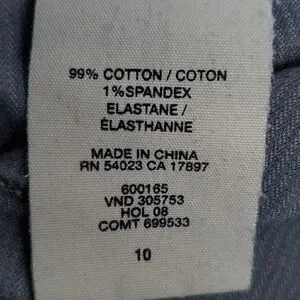 99% COTTON / COTON
1%SPANDEX
ELASTANE /
ÉLASTHANNE
MADE IN CHINA
RN 54023 CA 17897
600165
VND 305753
HOL 08
COMT 699533
10